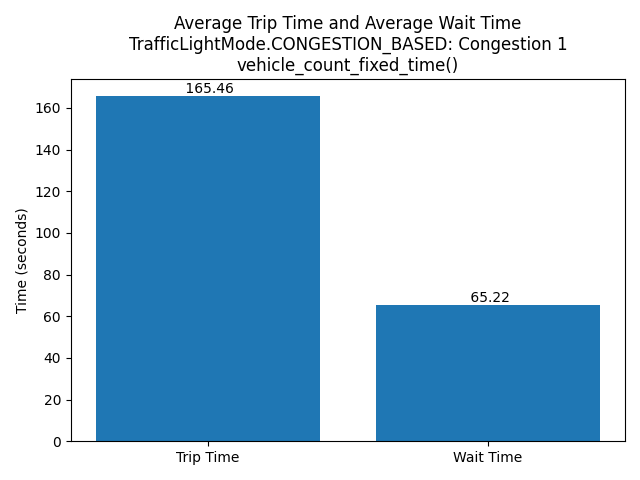 Average Trip Time and Average Wait Time
TrafficLightMode.CONGESTION_BASED: Congestion 1
vehicle_count_fixed_time()
165.46
65.22
160
140
120
100
80
60
40
20
0
Time (seconds)
Trip Time
Wait Time